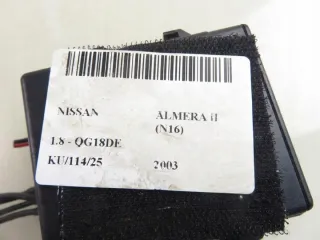 NISSAN ALMERA II
(N16)
1.8 - QG18DE
KU/114/25 2003